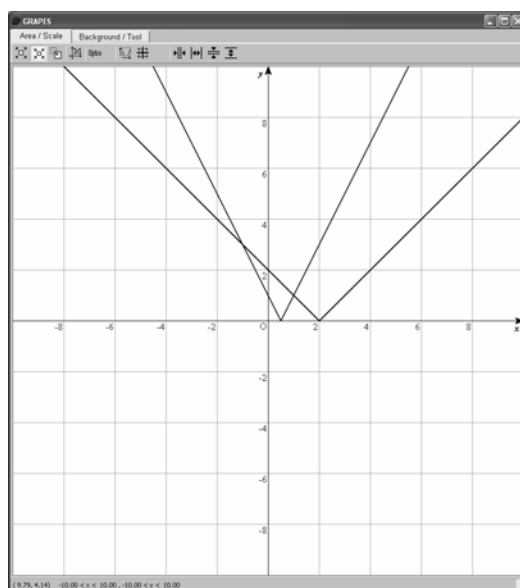 GRAPES
Area / Scale Background / Tool
Option
y
8
6
4
2
-8 -6 -4 -2 O 2 4 6 8 x
-2
-4
-6
-8
( 9.79, 4.14) -10.00 < x < 10.00 , -10.00 < y < 10.00